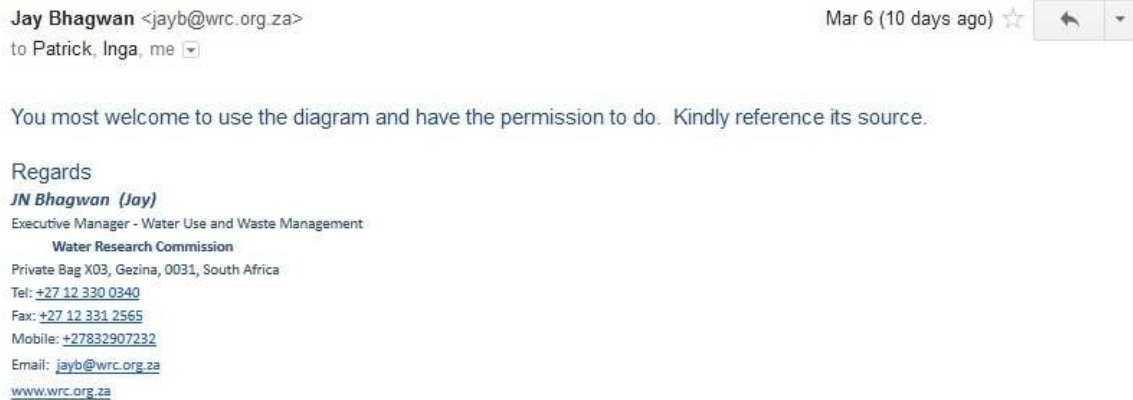 Jay Bhagwan <jayb@wrc.org.za> Mar 6 (10 days ago)
to Patrick, Inga, me
You most welcome to use the diagram and have the permission to do. Kindly reference its source.
Regards
JN Bhagwan (Jay)
Executive Manager - Water Use and Waste Management
Water Research Commission
Private Bag X03, Gezina, 0031, South Africa
Tel: +27 12 330 0340
Fax: +27 12 331 2565
Mobile: +27832907232
Email: jayb@wrc.org.za
www.wrc.org.za